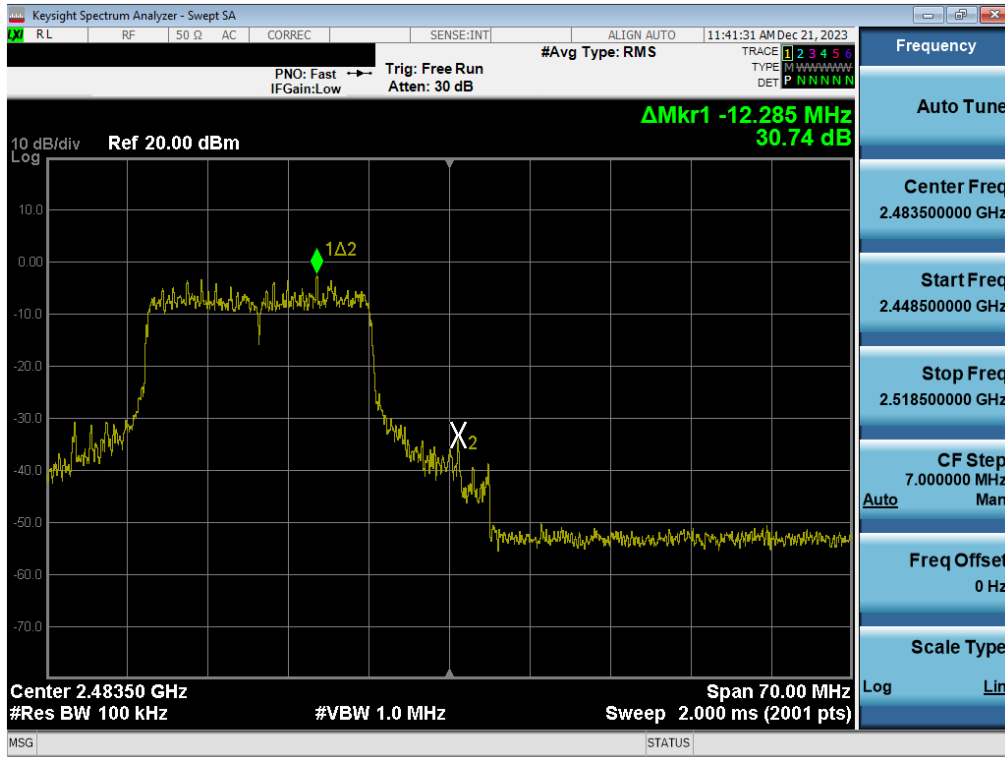 Keysight Spectrum Analyzer - Swept SA
LXI RL RF 50 Ω AC CORREC SENSE:INT ALIGN AUTO 11:41:31 AM Dec 21, 2023
PNO: Fast
IFGain:Low
Trig: Free Run
Atten: 30 dB
#Avg Type: RMS
TRACE 1 2 3 4 5 6
TYPE M WWWWW
DET P N N N N N
ΔMkr1 -12.285 MHz
30.74 dB
10 dB/div
Log
Ref 20.00 dBm
10.0
0.00
-10.0
-20.0
-30.0
-40.0
-50.0
-60.0
-70.0
1Δ2
X2
Center 2.48350 GHz
#Res BW 100 kHz
#VBW 1.0 MHz
Span 70.00 MHz
Sweep 2.000 ms (2001 pts)
MSG
STATUS
Frequency
Auto Tune
Center Freq
2.483500000 GHz
Start Freq
2.448500000 GHz
Stop Freq
2.518500000 GHz
CF Step
7.000000 MHz
Auto Man
Freq Offset
0 Hz
Scale Type
Log Lin